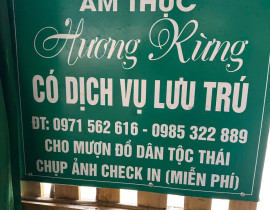 ẨM THỰC
Hương Rừng
CÓ DỊCH VỤ LƯU TRÚ
ĐT: 0971 562 616 - 0985 322 889
CHO MƯỢN ĐỒ DÂN TỘC THÁI
CHỤP ẢNH CHECK IN (MIỄN PHÍ)